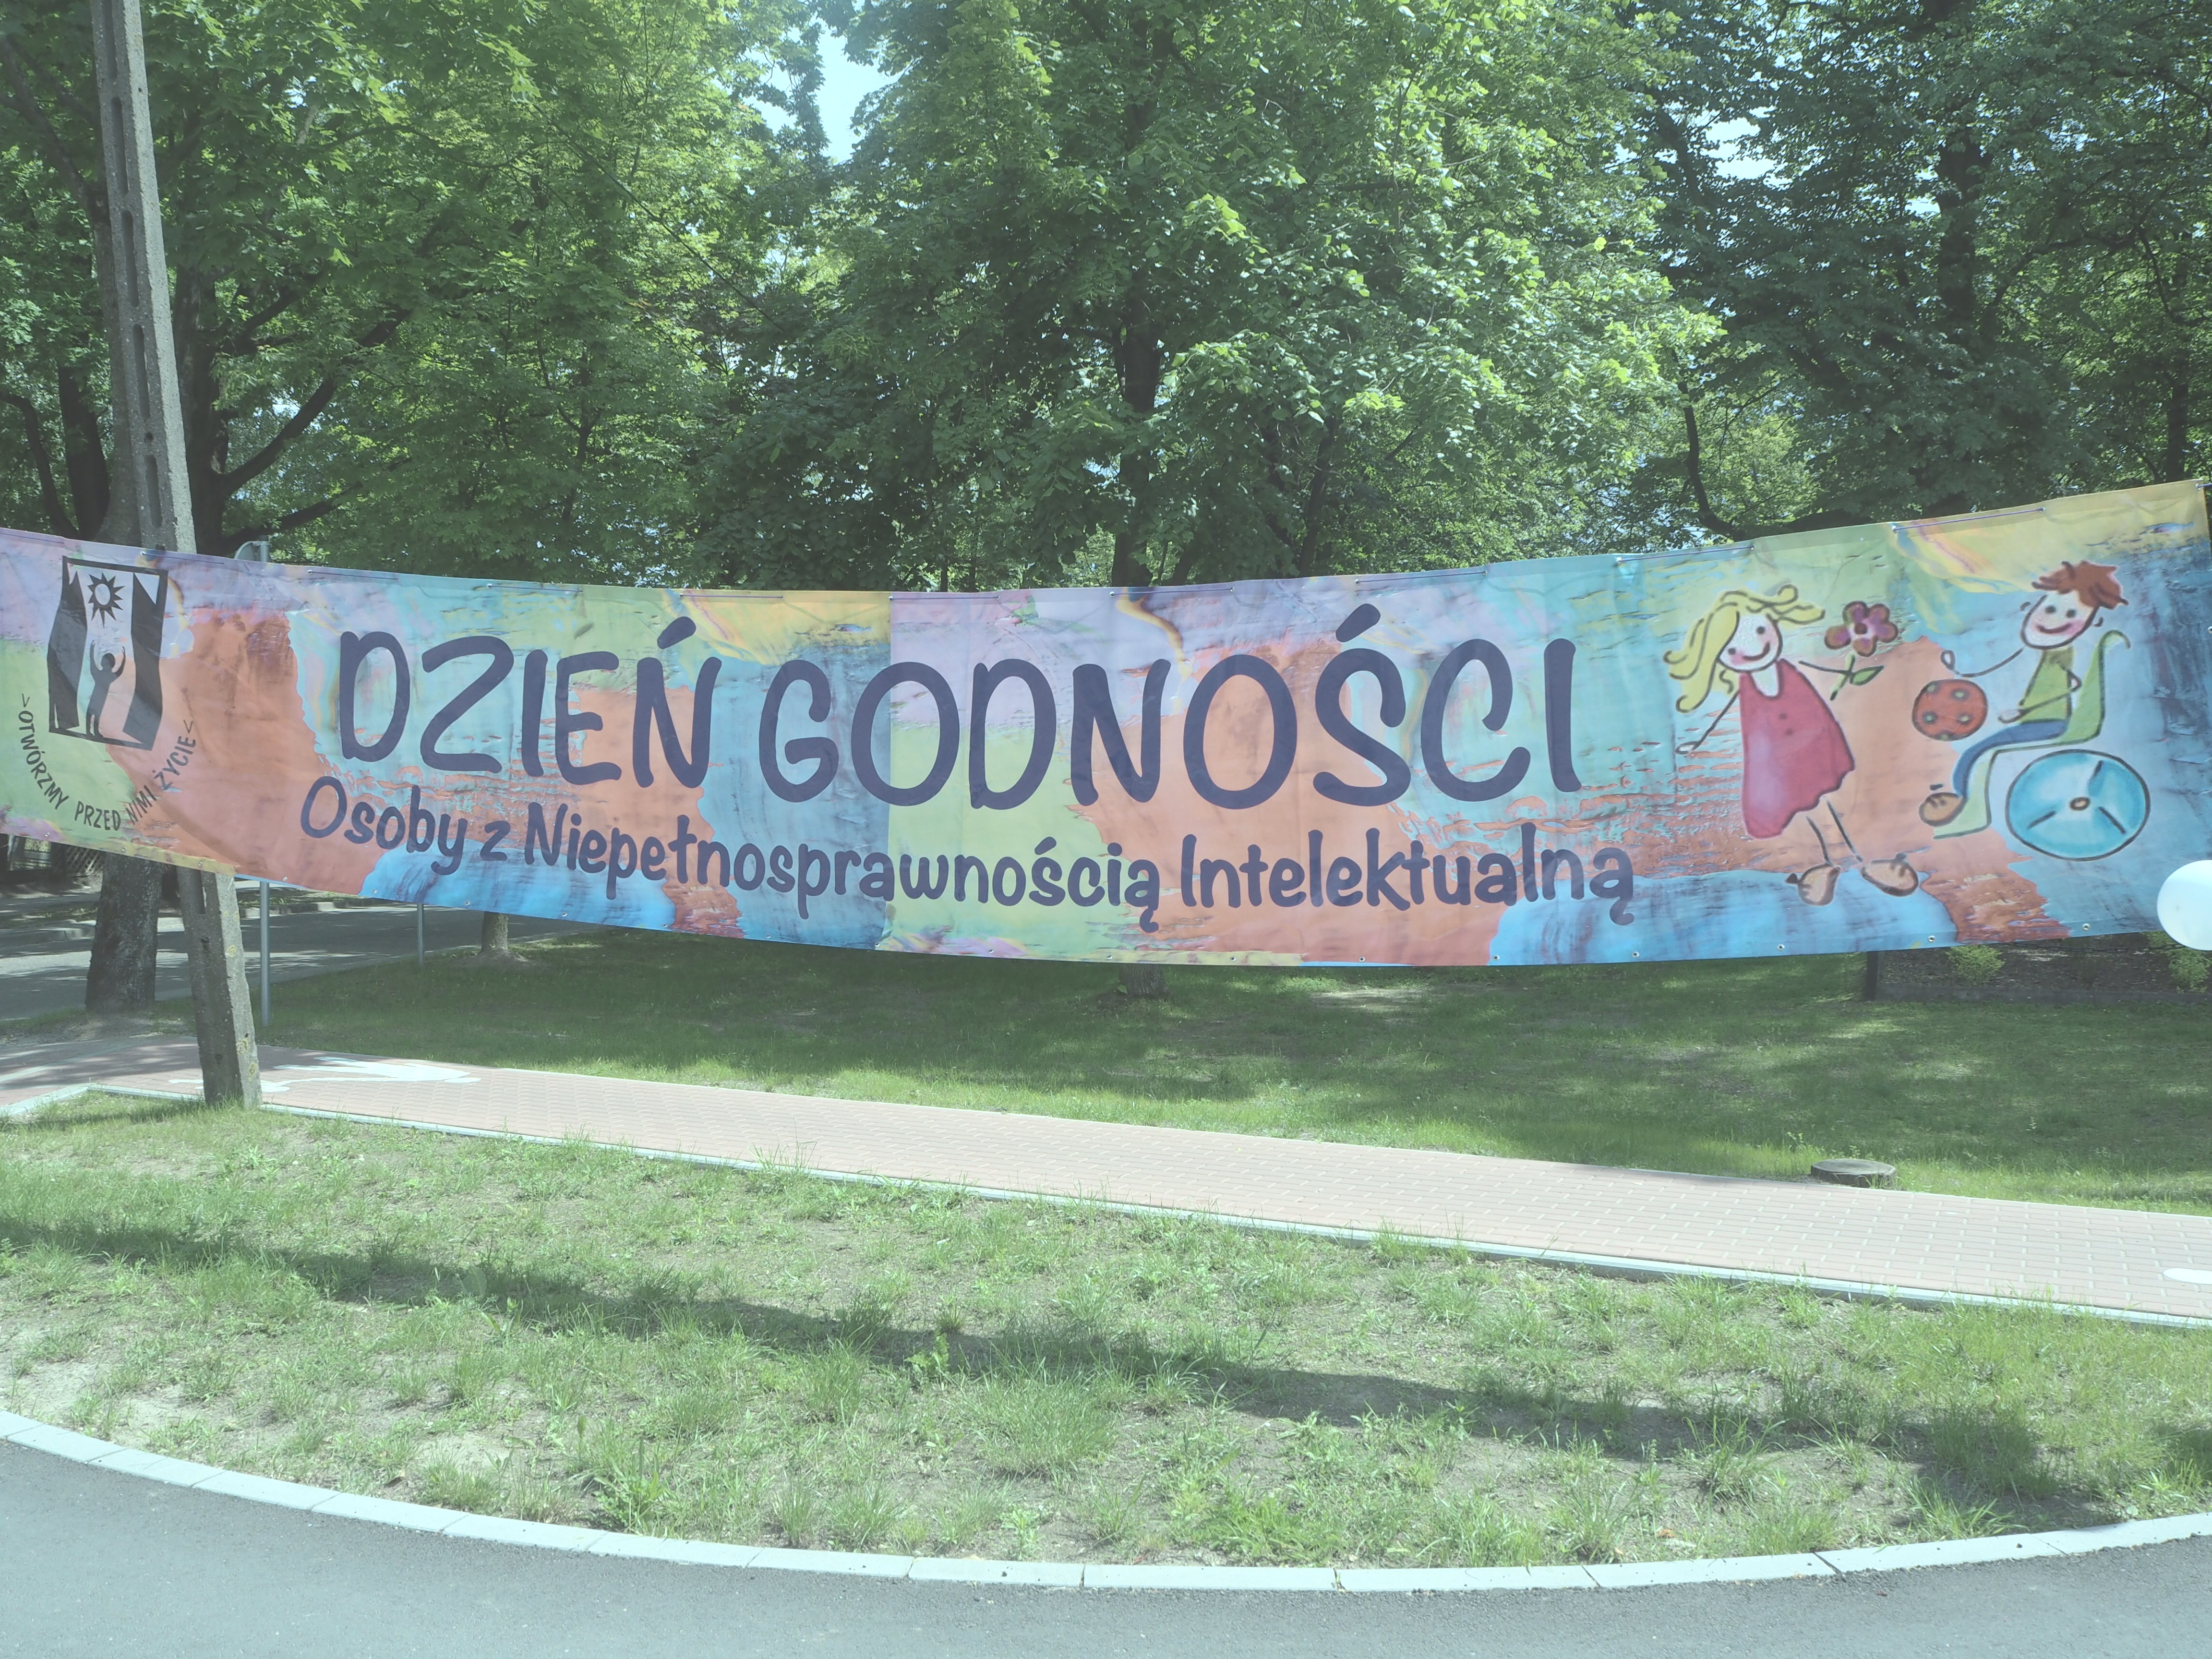 >OTWÓRZMY PRZED NIMI ŻYCIE<
DZIEŃ GODNOŚCI
Osoby z Niepełnosprawnością Intelektualną